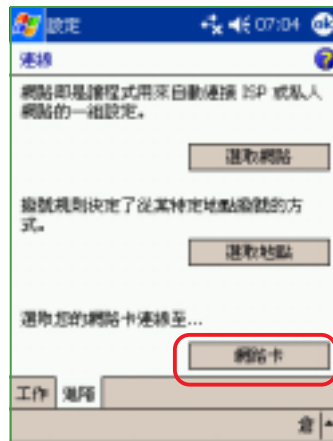 設定 07:04 ok
連線 ?
網路即是讓程式用來自動連接 ISP 或私人
網路的一組設定。
選取網路
撥號規則決定了從某特定地點撥號的方
式。
選取地點
選取您的網路卡連線至...
網路卡
工作 進階
倉